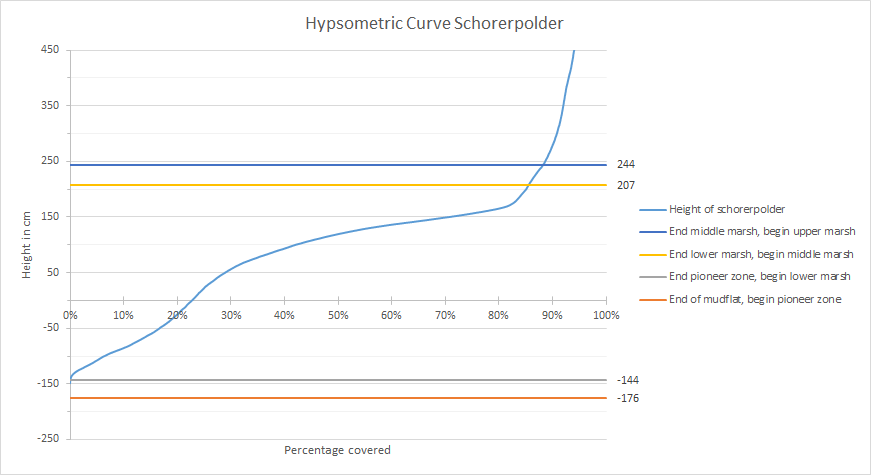 Hypsometric Curve Schorerpolder
450
350
250
150
50
-50
-150
-250
Height in cm
0% 10% 20% 30% 40% 50% 60% 70% 80% 90% 100%
Percentage covered
244
207
-144
-176
Height of schorerpolder
End middle marsh, begin upper marsh
End lower marsh, begin middle marsh
End pioneer zone, begin lower marsh
End of mudflat, begin pioneer zone